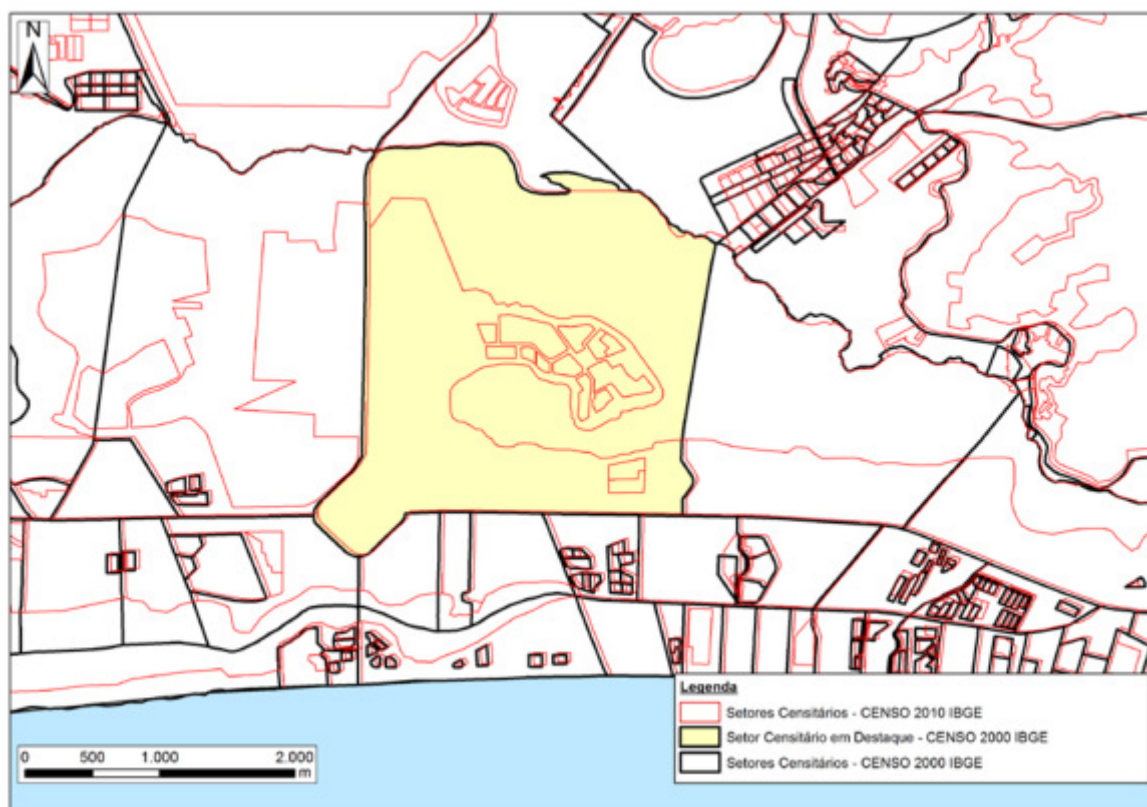 N
Legenda
Setores Censitários - CENSO 2010 IBGE
Setor Censitário em Destaque - CENSO 2000 IBGE
Setores Censitários - CENSO 2000 IBGE
0 500 1.000 2.000
m